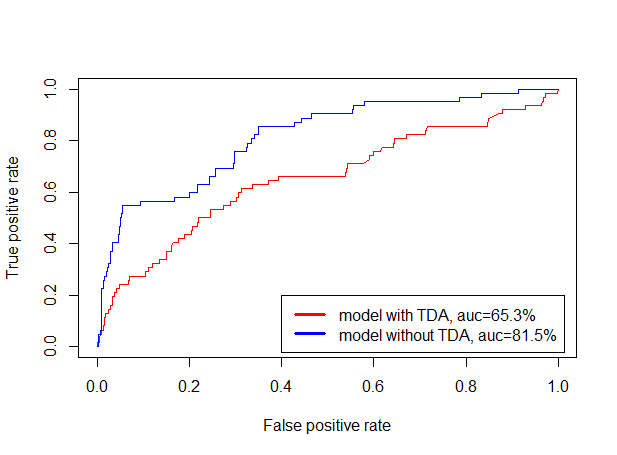 1.0
0.8
0.6
0.4
0.2
0.0
True positive rate
model with TDA, auc=65.3%
model without TDA, auc=81.5%
0.0 0.2 0.4 0.6 0.8 1.0
False positive rate